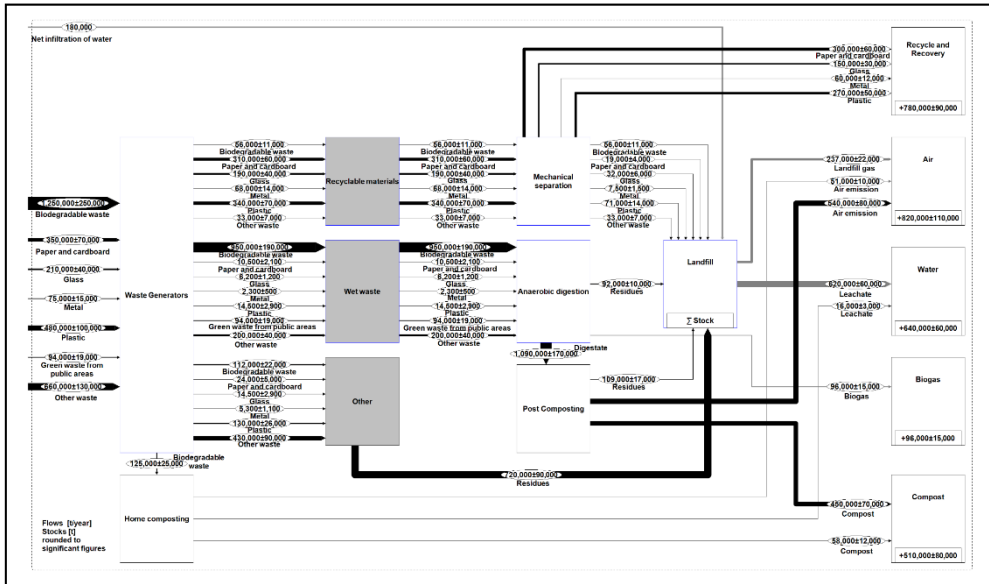 180,000
Net infiltration of water
300,000±60,000
Paper and cardboard
150,000±30,000
Glass
60,000±12,000
Metal
270,000±50,000
Plastic
Recycle and
Recovery
+780,000±90,000
1,250,000±250,000
Biodegradable waste
350,000±70,000
Paper and cardboard
210,000±40,000
Glass
75,000±15,000
Metal
480,000±100,000
Plastic
94,000±19,000
Green waste from
public areas
660,000±130,000
Other waste
Waste Generators
56,000±11,000
Biodegradable waste
310,000±60,000
Paper and cardboard
190,000±40,000
Glass
68,000±14,000
Metal
340,000±70,000
Plastic
33,000±7,000
Other waste
Recyclable materials
56,000±11,000
Biodegradable waste
310,000±60,000
Paper and cardboard
190,000±40,000
Glass
68,000±14,000
Metal
340,000±70,000
Plastic
33,000±7,000
Other waste
Mechanical
separation
56,000±11,000
Biodegradable waste
19,000±4,000
Paper and cardboard
32,000±6,000
Glass
7,500±1,500
Metal
71,000±14,000
Plastic
33,000±7,000
Other waste
950,000±190,000
Biodegradable waste
10,500±2,100
Paper and cardboard
6,200±1,200
Glass
2,300±500
Metal
14,500±2,900
Plastic
94,000±19,000
Green waste from public areas
200,000±40,000
Other waste
Wet waste
950,000±190,000
Biodegradable waste
10,500±2,100
Paper and cardboard
6,200±1,200
Glass
2,300±500
Metal
14,500±2,900
Plastic
94,000±19,000
Green waste from public areas
200,000±40,000
Other waste
Anaerobic digestion
92,000±10,000
Residues
Landfill
∑ Stock
Digestate
1,090,000±170,000
112,000±22,000
Biodegradable waste
24,000±5,000
Paper and cardboard
14,500±2,900
Glass
5,300±1,100
Metal
130,000±26,000
Plastic
430,000±90,000
Other waste
Other
Post Composting
109,000±17,000
Residues
720,000±90,000
Residues
237,000±22,000
Landfill gas
51,000±10,000
Air emission
540,000±80,000
Air emission
Air
+820,000±110,000
620,000±60,000
Leachate
16,000±3,000
Leachate
Water
+640,000±60,000
96,000±15,000
Biogas
Biogas
+96,000±15,000
450,000±70,000
Compost
58,000±12,000
Compost
Compost
+510,000±80,000
Biodegradable
waste
125,000±25,000
Home composting
Flows [t/year]
Stocks [t]
rounded to
significant figures